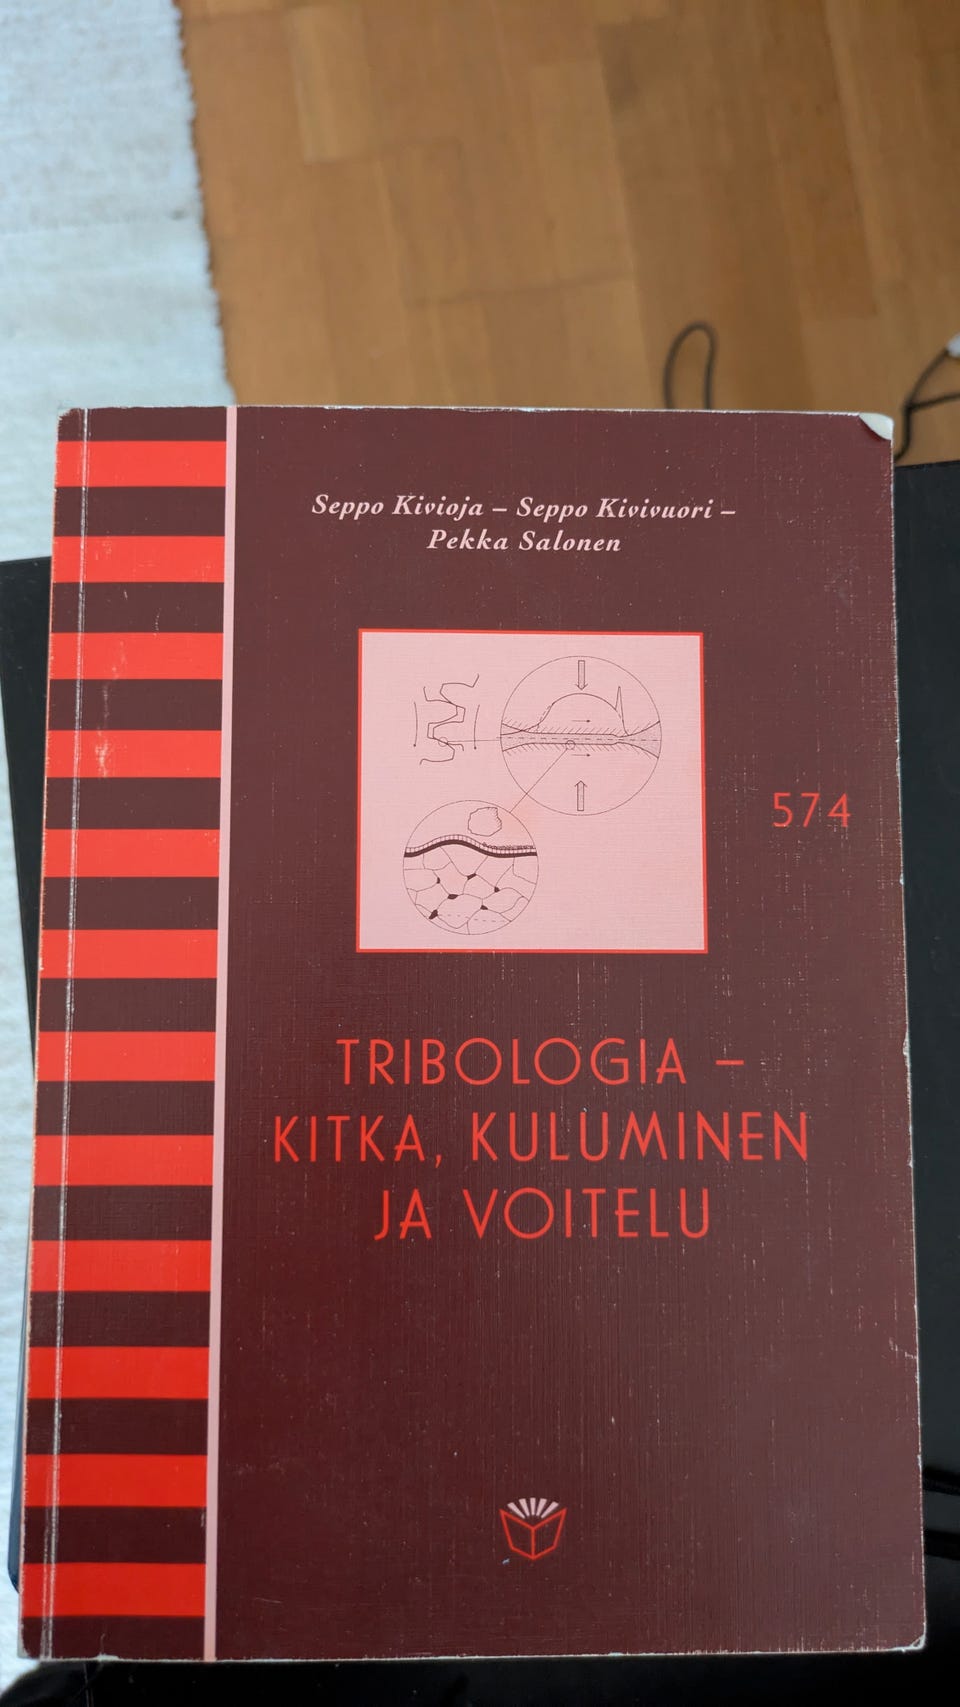 Seppo Kivioja – Seppo Kivivuori –
Pekka Salonen
574
TRIBOLOGIA –
KITKA, KULUMINEN
JA VOITELU